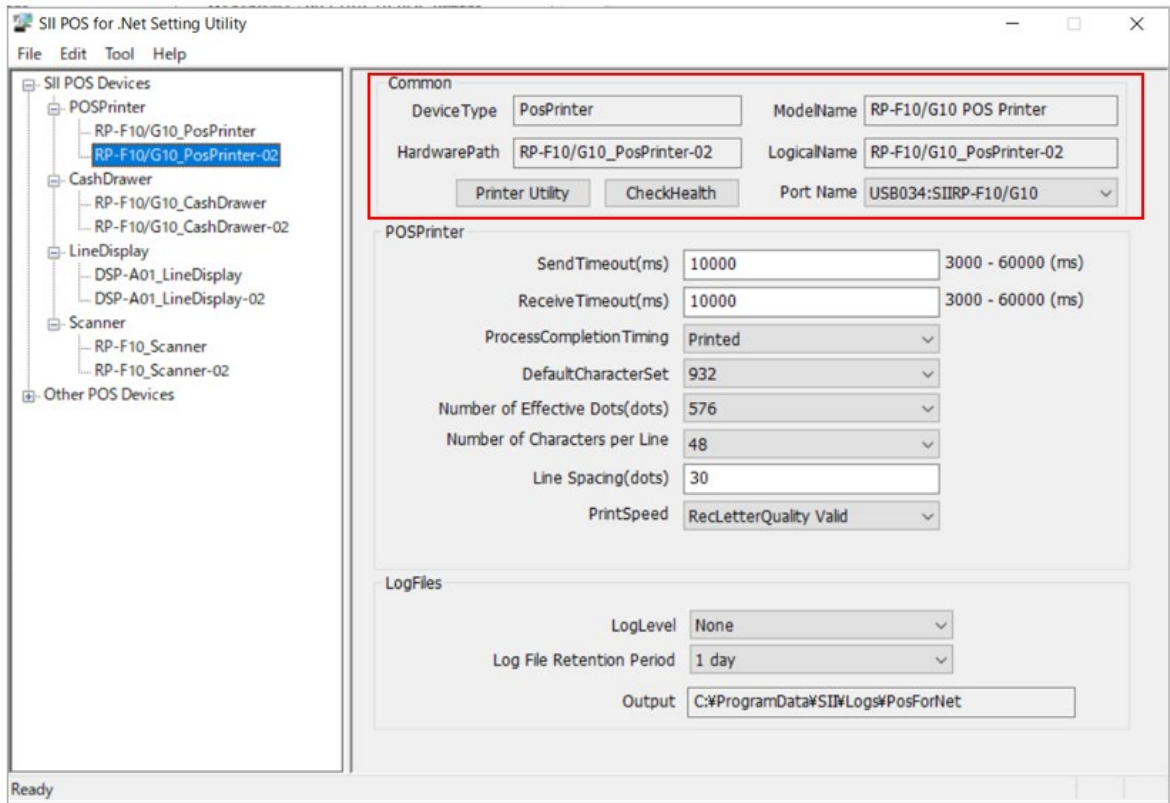 SII POS for .Net Setting Utility
File Edit Tool Help
SII POS Devices
POSPrinter
RP-F10/G10_PosPrinter
RP-F10/G10_PosPrinter-02
CashDrawer
RP-F10/G10_CashDrawer
RP-F10/G10_CashDrawer-02
LineDisplay
DSP-A01_LineDisplay
DSP-A01_LineDisplay-02
Scanner
RP-F10_Scanner
RP-F10_Scanner-02
Other POS Devices
Common
DeviceType PosPrinter ModelName RP-F10/G10 POS Printer
HardwarePath RP-F10/G10_PosPrinter-02 LogicalName RP-F10/G10_PosPrinter-02
Printer Utility CheckHealth Port Name USB034:SIIRP-F10/G10
POSPrinter
SendTimeout(ms) 10000 3000 - 60000 (ms)
ReceiveTimeout(ms) 10000 3000 - 60000 (ms)
ProcessCompletionTiming Printed
DefaultCharacterSet 932
Number of Effective Dots(dots) 576
Number of Characters per Line 48
Line Spacing(dots) 30
PrintSpeed RecLetterQuality Valid
LogFiles
LogLevel None
Log File Retention Period 1 day
Output C:¥ProgramData¥SII¥Logs¥PosForNet
Ready